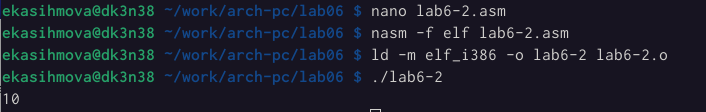 ekasihmova@dk3n38 ~/work/arch-pc/lab06 $ nano lab6-2.asm
ekasihmova@dk3n38 ~/work/arch-pc/lab06 $ nasm -f elf lab6-2.asm
ekasihmova@dk3n38 ~/work/arch-pc/lab06 $ ld -m elf_i386 -o lab6-2 lab6-2.o
ekasihmova@dk3n38 ~/work/arch-pc/lab06 $ ./lab6-2
10